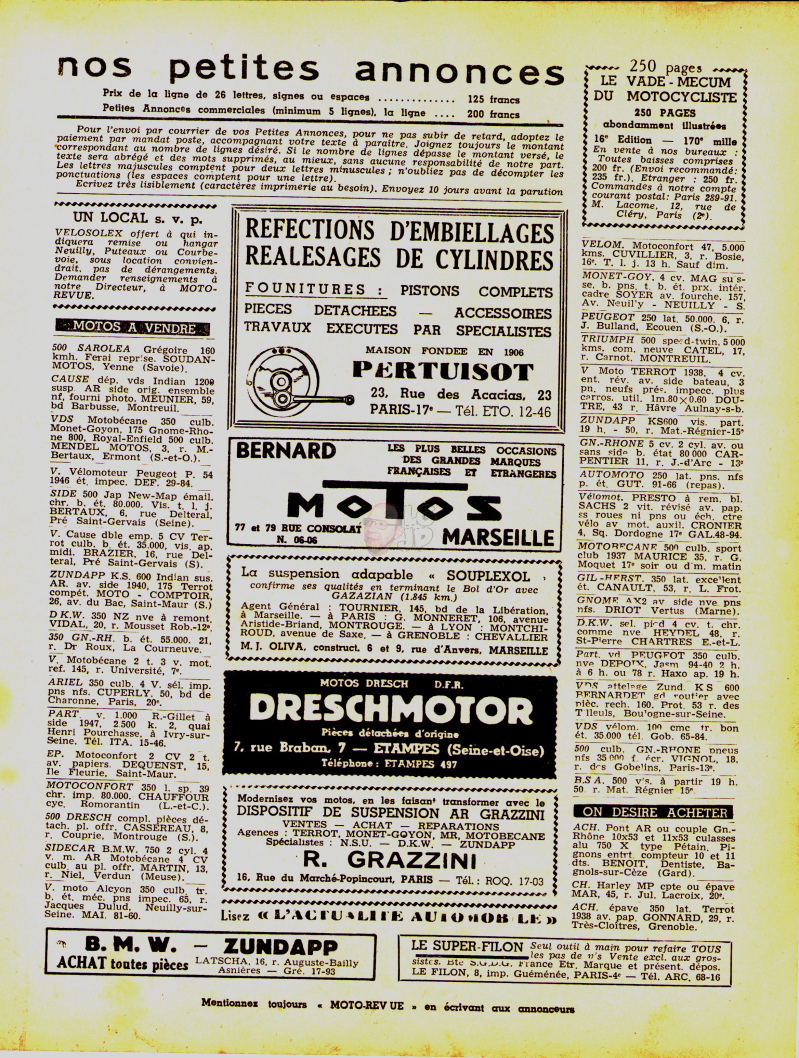 nos petites annonces
Prix de la ligne de 26 lettres, signes ou espaces .............. 125 francs
Petites Annonces commerciales (minimum 5 lignes), la ligne .... 200 francs
Pour l'envoi par courrier de vos Petites Annonces, pour ne pas subir de retard, adoptez le
paiement par mandat poste, accompagnant votre texte à paraître. Joignez toujours le montant
correspondant au nombre de lignes désiré. Si le nombre de lignes dépasse le montant versé, le
texte sera abrégé et des mots supprimés, au mieux, sans aucune responsabilité de notre part.
Les lettres majuscules comptent pour deux lettres minuscules ; n'oubliez pas de décompter les
ponctuations (les espaces comptent pour une lettre).
Ecrivez très lisiblement (caractères imprimerie au besoin). Envoyez 10 jours avant la parution
UN LOCAL s. v. p.
VELOSOLEX offert à qui in-
diquera remise ou hangar
Neuilly, Puteaux ou Courbe-
voie, sous location convien-
drait, pas de dérangements.
Demander renseignements à
notre Directeur, à MOTO-
REVUE.
MOTOS A VENDRE
500 SAROLEA Grégoire 160
kmh. Ferai reprise. SOUDAN-
MOTOS, Yenne (Savoie).
CAUSE dép. vds Indian 1200
susp AR side orig. ensemble
nf, fourni photo. MEUNIER, 59,
bd Barbusse, Montreuil.
VDS Motobécane 350 culb.
Monet-Goyon, 175 Gnome-Rho-
ne 800, Royal-Enfield 500 culb.
MENDEL MOTOS, 3, r. M.-
Bertaux, Ermont (S.-et-O.).
V. Vélomoteur Peugeot P. 54
1946 ét. impec. DEF. 29-84.
SIDE 500 Jap New-Map émail.
chr. b. ét. 80.000. Vis. t. l. j.
BERTAUX, 6, rue Delteral,
Pré Saint-Gervais (Seine).
V. Cause dble emp. 5 CV Ter-
rot culb. b ét. 35.000, vis. ap.
midi. BRAZIER, 16, rue Del-
teral, Pré Saint-Gervais (S.)
ZUNDAPP K.S. 600 Indian sus.
AR. av. side 1940, 175 Terrot
compét. MOTO - COMPTOIR,
26, av. du Bac, Saint-Maur (S.)
D K.W. 350 NZ nve à remont.
VIDAL, 20, r Mousset Rob.-12e.
350 GN.-RH. b. ét. 55.000. 21,
r. Dr Roux, La Courneuve.
V. Motobécane 2 t. 3 v. mot.
ref. 145, r. Université, 7e.
ARIEL 350 culb. 4 V. sél. imp.
pns nfs. CUPERLY, 50, bd de
Charonne, Paris, 20e.
PART. v. 1.000 R.-Gillet à
side 1947, 2 500 k. 2, quai
Henri Pourchasse, à Ivry-sur-
Seine. Tél. ITA. 15-46.
EP. Motoconfort 2 CV 2 t.
av. papiers. DEQUENST, 15,
Ile Fleurie, Saint-Maur.
MOTOCONFORT 350 l. sp. 39
chr. imp. 80.000. CHAUFFOUR
cyc. Romorantin (L.-et-C.).
500 DRESCH compl. pièces dé-
tach. pl. offr. CASSEREAU, 8,
r. Couprie, Montrouge (S.).
SIDECAR B.M.W. 750 2 cyl. 4
v. m. AR Motobécane 4 CV
culb. au pl. offr. MARTIN, 13,
r. Niel, Verdun (Meuse).
V. moto Alcyon 350 culb. tr.
b. ét. méc. pns impec. 65, r.
Jacques Dulud, Neuilly-sur-
Seine. MAI. 81-60.
REFECTIONS D'EMBIELLAGES
REALESAGES DE CYLINDRES
FOUNITURES : PISTONS COMPLETS
PIECES DETACHEES — ACCESSOIRES
TRAVAUX EXECUTES PAR SPECIALISTES
MAISON FONDEE EN 1906
PERTUISOT
23, Rue des Acacias, 23
PARIS-17e — Tél. ETO. 12-46
BERNARD
LES PLUS BELLES OCCASIONS
DES GRANDES MARQUES
FRANÇAISES ET ETRANGERES
MOTOS
77 et 79 RUE CONSOLAT
N. 06-06
MARSEILLE
La suspension adapable « SOUPLEXOL
confirme ses qualités en terminant le Bol d'Or avec
GAZAZIAN (1.845 km.)
Agent Général : TOURNIER, 145, bd de la Libération,
à Marseille. — à PARIS : G. MONNERET, 106, avenue
Aristide-Briand, MONTROUGE. — à LYON : MONTCHI-
ROUD, avenue de Saxe. — à GRENOBLE : CHEVALLIER
M. J. OLIVA, construct. 6 et 9, rue d'Anvers, MARSEILLE
MOTOS DRESCH D.F.R.
DRESCHMOTOR
Pièces détachées d'origine
7, rue Braban, 7 — ETAMPES (Seine-et-Oise)
Téléphone : ETAMPES 497
Modernisez vos motos, en les faisant transformer avec le
DISPOSITIF DE SUSPENSION AR GRAZZINI
VENTES — ACHAT — REPARATIONS
Agences : TERROT, MONET-GOYON, MR, MOTOBECANE
Spécialistes : N.S.U. — D.K.W. — ZUNDAPP
R. GRAZZINI
16, Rue du Marché-Popincourt, PARIS — Tél. : ROQ. 17-03
Lisez « L'ACTUALITE AUTOMOBILE »
250 pages
LE VADE-MECUM
DU MOTOCYCLISTE
250 PAGES
abondamment illustrées
16e Edition — 170e mille
En vente à nos bureaux :
Toutes baisses comprises
200 fr. (Envoi recommandé:
235 fr.), Etranger : 250 fr.
Commandes à notre compte
courant postal: Paris 289-91.
M. Lacome, 12, rue de
Cléry, Paris (2e).
VELOM. Motoconfort 47, 5.000
kms. CUVILLIER, 3, r. Bosie,
16e. T. l. j. 13 h. Sauf dim.
MONET-GOY. 4 cv. MAG sus-
se, b. pns. t. b. ét. prx. intér.
cadre SOYER av. fourche. 157,
Av. Neuilly - NEUILLY - S.
PEUGEOT 250 lat. 50.000. 6, r.
J. Bulland, Ecouen (S.-O.).
TRIUMPH 500 speed-twin, 5 000
kms. com. neuve CATEL, 17,
r. Carnot. MONTREUIL.
V Moto TERROT 1938, 4 cv.
ent. rév. av. side bateau, 3
pn. neufs prés. impecc. plus
carros. util. 1m.80×0.60 DOU-
TRE, 43 r. Hâvre Aulnay-s-b.
ZUNDAPP KS600 vis. part.
19 h. - 50, r. Mat.-Régnier-15e
GN.-RHONE 5 cv. 2 cyl. av. ou
sans side b. état 80 000 CAR-
PENTIER 11, r. J.-d'Arc - 13e
AUTOMOTO 250 lat. pns. nfs
p. ét. GUT. 91-66 (repas).
Vélomot. PRESTO à rem. bl.
SACHS 2 vit. révisé av. pap.
ss roues ni pns ou éch. ctre
vélo av mot. auxil. CRONIER
4, Sq. Dordogne 17e GAL.48-94.
MOTOBECANE 500 culb. sport
club 1937 MAURICE 35, r. G.
Moquet 17e soir ou dim. matin
GIL-HERST. 350 lat. excellent
ét. CANAULT, 53, r. L. Frot.
GNOME AX2 av side nve pns
nfs. DRIOT Vertus (Marne).
D.K.W. sel. pied 4 cv. t. chr.
comme nve HEYDEL 48, r.
St-Pierre CHARTRES E.-et-L.
Part. vd PEUGEOT 350 culb.
nve DEPOIX, Jasm 94-40 2 h.
à 6 h. ou 78 r. Haxo ap. 19 h.
VDS attelage Zund. KS 600
BERNARDET gd routier avec
pièc. rech. 160. Prot. 53 r. des
Tilleuls, Boulogne-sur-Seine.
VDS vélom. 100 cmc tr. bon
ét. 35.000 tél. Gob. 65-84.
500 culb. GN.-RHONE pneus
nfs 35.000 f. écr. VIGNOL, 18,
r. des Gobelins, Paris-13e.
B.S.A. 500 v's. à partir 19 h.
50 r. Mat. Régnier 15e.
ON DESIRE ACHETER
ACH. Pont AR ou couple Gn.-
Rhône 10x53 et 11x53 culasses
alu 750 X type Pétain. Pi-
gnons entre compteur 10 et 11
dts. BENOIT, Dentiste, Ba-
gnols-sur-Cèze (Gard).
CH. Harley MP cpte ou épave
MAR, 45, r. Jul. Lacroix, 20e.
ACH. épave 350 lat. Terrot
1938 av. pap. GONNARD, 29, r.
Très-Cloîtres, Grenoble.
B. M. W. — ZUNDAPP
ACHAT toutes pièces
LATSCHA, 16, r. Auguste-Bailly
Asnières — Gré. 17-93
LE SUPER-FILON Seul outil à main pour refaire TOUS
les pas de v's Vente excl. aux gros-
sistes. Bté S.G.D.G. France Etr. Marque et présent. dépos.
LE FILON, 8, imp. Guéménée, PARIS-4e — Tél. ARC. 68-16
Mentionnez toujours « MOTO-REVUE » en écrivant aux annonceurs